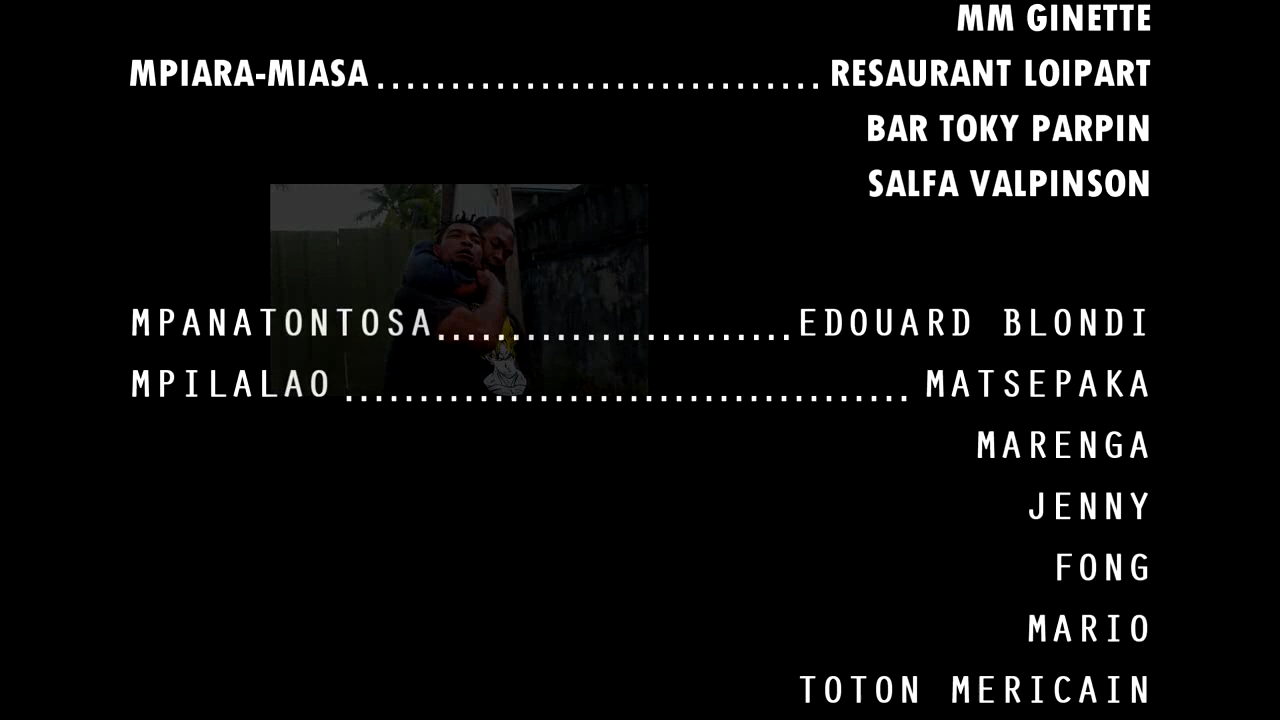 MM GINETTE
MPIARA-MIASA.............................. RESAURANT LOIPART
BAR TOKY PARPIN
SALFA VALPINSON
MPANATONTOSA........................EDOUARD BLONDI
MPILALAO ...................................... MATSEPAKA
MARENGA
JENNY
FONG
MARIO
TOTON MERICAIN